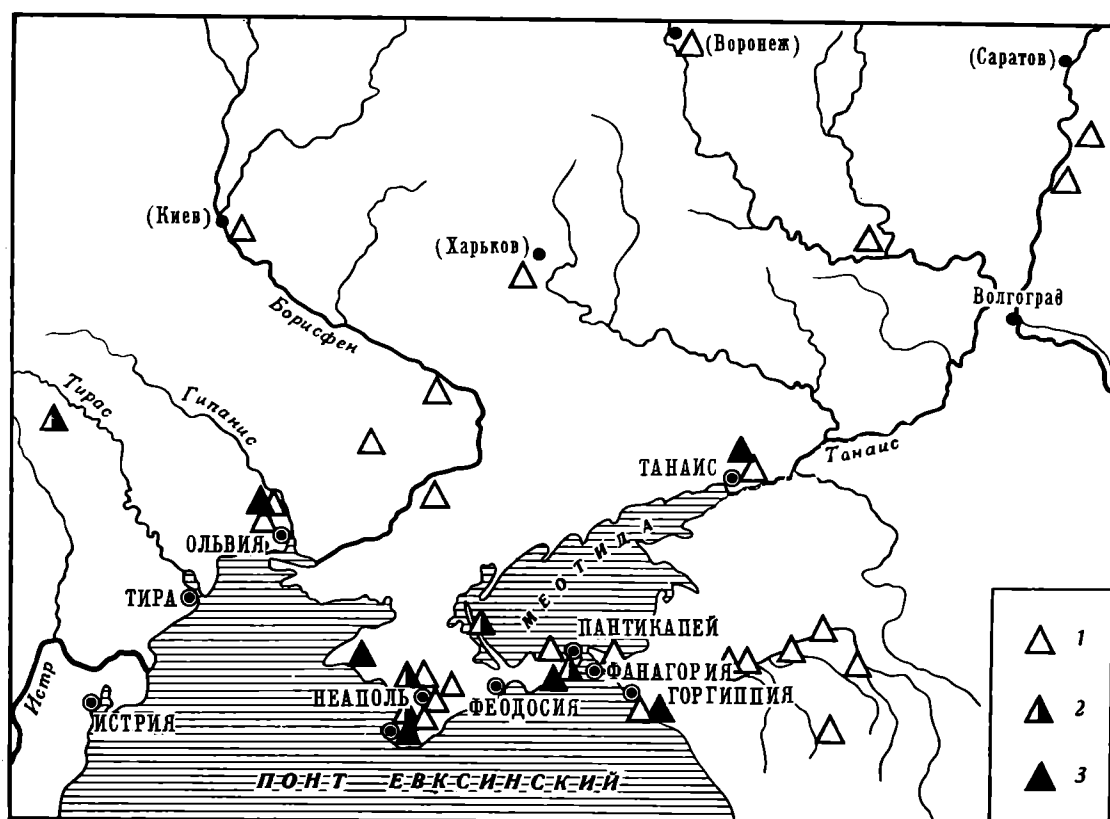 (Воронеж)
(Саратов)
(Киев)
(Харьков)
Волгоград
Борисфен
Тирас
Гипанис
Танаис
ТАНАИС
ОЛЬВИЯ
МЕОТИДА
ТИРА
ПАНТИКАПЕЙ
ФАНАГОРИЯ
НЕАПОЛЬ
ФЕОДОСИЯ
ГОРГИППИЯ
Истр
ИСТРИЯ
ПОНТ ЕВКСИНСКИЙ
1
2
3